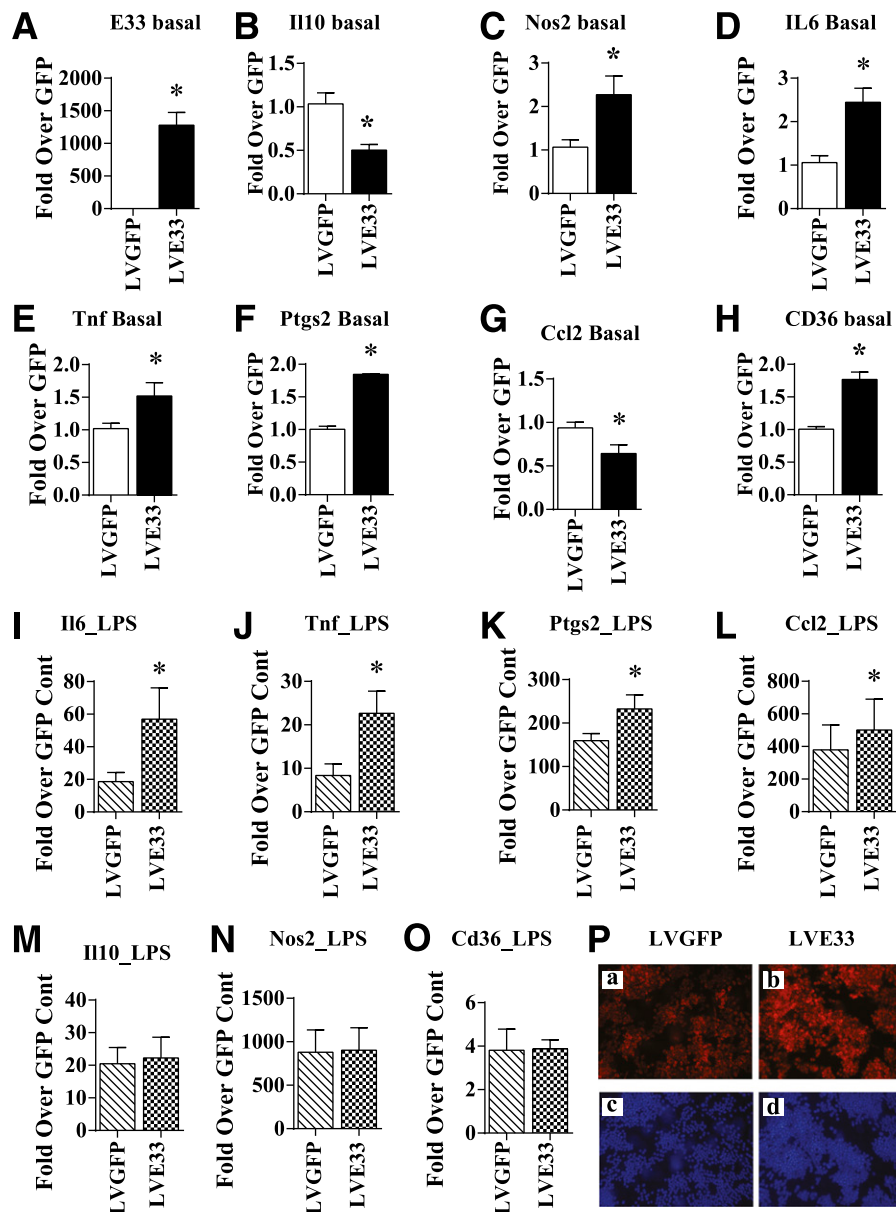 A
E33 basal
Fold Over GFP
2000
1500
1000
500
0
*
LVGFP
LVE33
B
Il10 basal
Fold Over GFP
1.5
1.0
0.5
0.0
*
LVGFP
LVE33
C
Nos2 basal
Fold Over GFP
3
2
1
0
*
LVGFP
LVE33
D
IL6 Basal
Fold Over GFP
3
2
1
0
*
LVGFP
LVE33
E
Tnf Basal
Fold Over GFP
2.0
1.5
1.0
0.5
0.0
*
LVGFP
LVE33
F
Ptgs2 Basal
Fold Over GFP
2.0
1.5
1.0
0.5
0.0
*
LVGFP
LVE33
G
Ccl2 Basal
Fold Over GFP
1.5
1.0
0.5
0.0
*
LVGFP
LVE33
H
CD36 basal
Fold Over GFP
2.0
1.5
1.0
0.5
0.0
*
LVGFP
LVE33
I
Il6_LPS
Fold Over GFP Cont
80
60
40
20
0
*
LVGFP
LVE33
J
Tnf_LPS
Fold Over GFP Cont
30
20
10
0
*
LVGFP
LVE33
K
Ptgs2_LPS
Fold Over GFP Cont
300
200
100
0
*
LVGFP
LVE33
L
Ccl2_LPS
Fold Over GFP Cont
800
600
400
200
0
*
LVGFP
LVE33
M
Il10_LPS
Fold Over GFP Cont
40
30
20
10
0
LVGFP
LVE33
N
Nos2_LPS
Fold Over GFP Cont
1500
1000
500
0
LVGFP
LVE33
O
Cd36_LPS
Fold Over GFP Cont
6
4
2
0
LVGFP
LVE33
P
LVGFP
LVE33
a
b
c
d